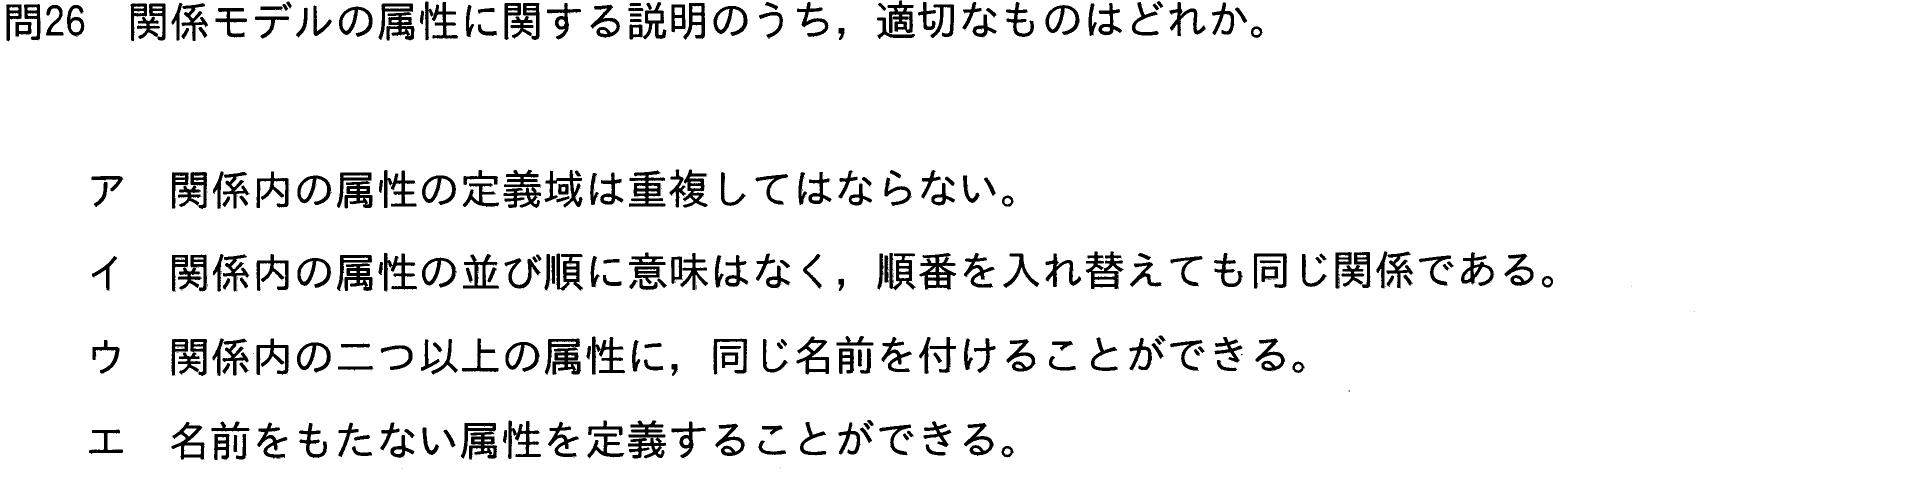 問26　関係モデルの属性に関する説明のうち，適切なものはどれか。
ア　関係内の属性の定義域は重複してはならない。
イ　関係内の属性の並び順に意味はなく，順番を入れ替えても同じ関係である。
ウ　関係内の二つ以上の属性に，同じ名前を付けることができる。
エ　名前をもたない属性を定義することができる。